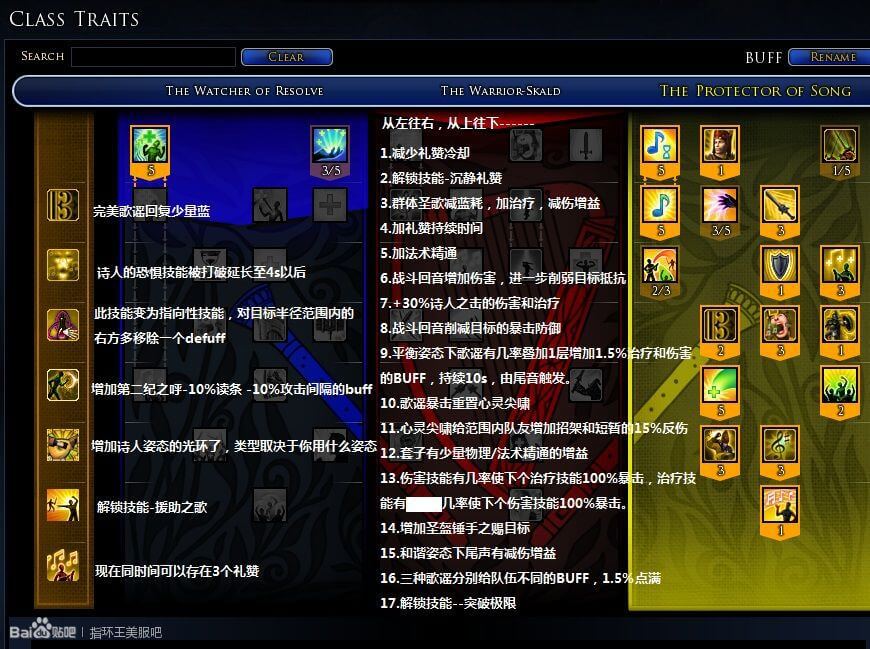 CLASS TRAITS
SEARCH
CLEAR
BUFF
RENAME
THE WATCHER OF RESOLVE
THE WARRIOR-SKALD
THE PROTECTOR OF SONG
5
3/5
完美歌谣回复少量蓝
诗人的恐惧技能被打破延长至4s以后
此技能变为指向性技能，对目标半径范围内的
右方多移除一个defuff
增加第二纪之呼-10%读条 -10%攻击间隔的buff
增加诗人姿态的光环了，类型取决于你用什么姿态
解锁技能-援助之歌
现在同时间可以存在3个礼赞
从左往右，从上往下------
1.减少礼赞冷却
2.解锁技能-沉静礼赞
3.群体圣歌减蓝耗，加治疗，减伤增益
4.加礼赞持续时间
5.加法术精通
6.战斗回音增加伤害，进一步削弱目标抵抗
7.+30%诗人之击的伤害和治疗
8.战斗回音削减目标的暴击防御
9.平衡姿态下歌谣有几率叠加1层增加1.5%治疗和伤害
的BUFF，持续10s，由尾音触发。
10.歌谣暴击重置心灵尖啸
11.心灵尖啸给范围内队友增加招架和短暂的15%反伤
12.套子有少量物理/法术精通的增益
13.伤害技能有几率使下个治疗技能100%暴击，治疗技
能有 几率使下个伤害技能100%暴击。
14.增加圣盔锤手之赐目标
15.和谐姿态下尾声有减伤增益
16.三种歌谣分别给队伍不同的BUFF，1.5%点满
17.解锁技能--突破极限
5
1
1/5
5
3/5
3
2/3
1
3
2
3
1
5
2
3
3
1
Bai 贴吧 | 指环王美服吧